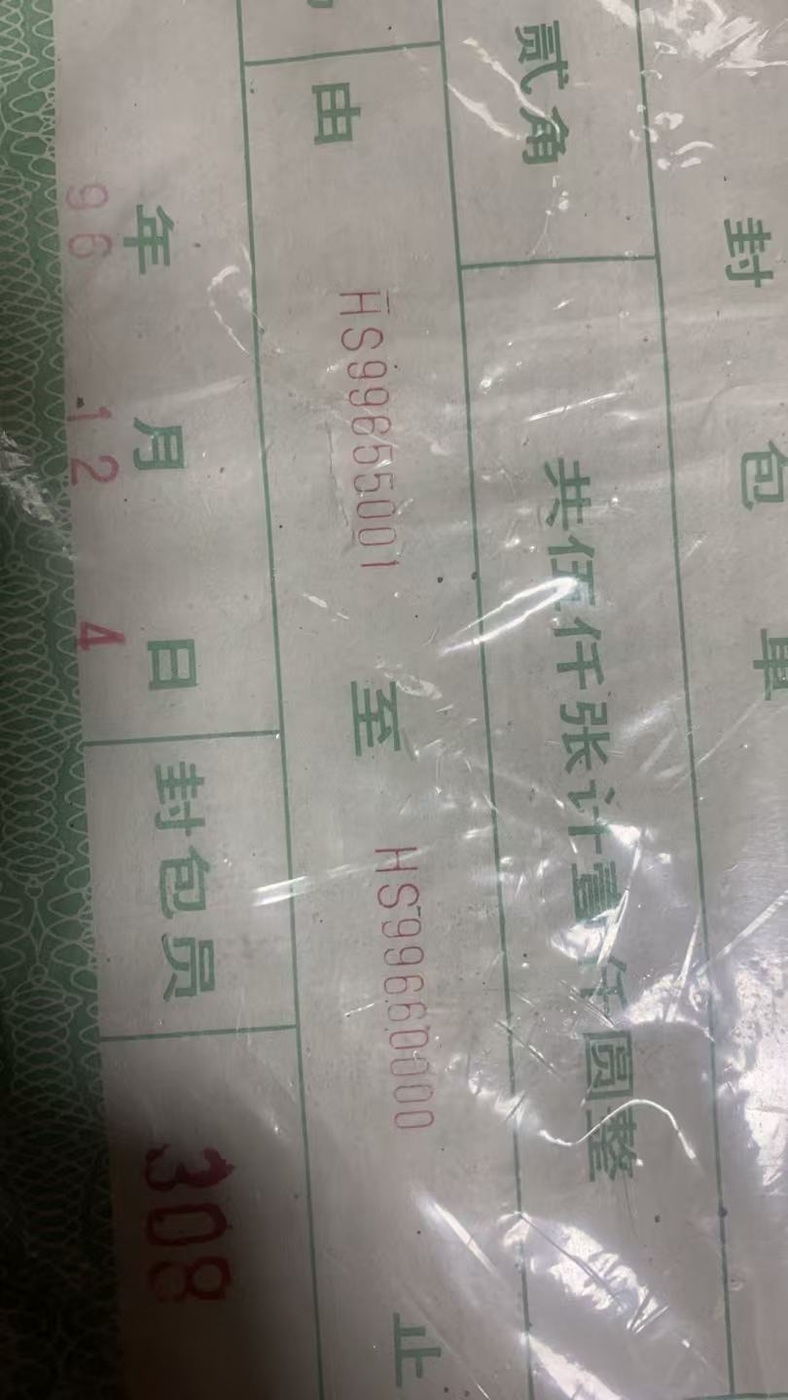 封 包 单
贰角 共伍仟张计壹仟圆整
由 HS99655001 至 HS99660000 止
年 月 日 封包员 308
96 12 4